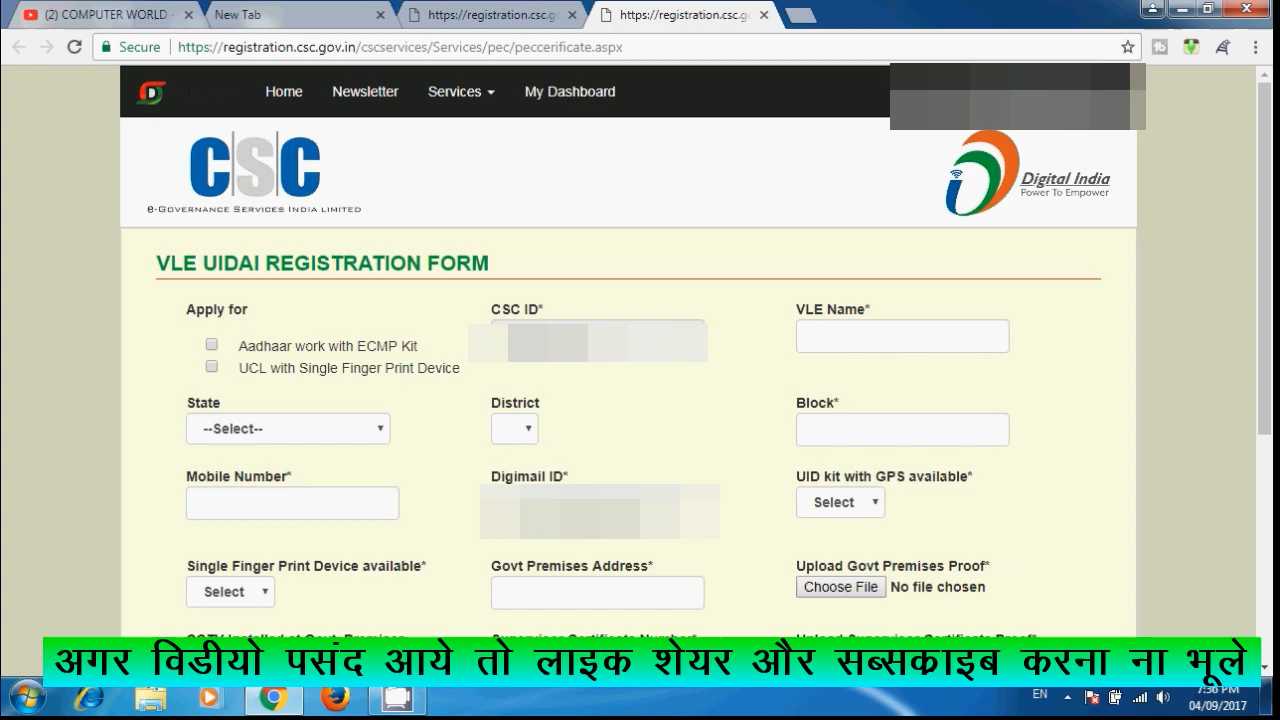 (2) COMPUTER WORLD -
New Tab
https://registration.csc.g
https://registration.csc.g
Secure
https://registration.csc.gov.in/cscservices/Services/pec/peccerificate.aspx
Home
Newsletter
Services
My Dashboard
CSC
e-Governance Services India Limited
Digital India
Power To Empower
VLE UIDAI REGISTRATION FORM
Apply for
CSC ID*
VLE Name*
Aadhaar work with ECMP Kit
UCL with Single Finger Print Device
State
District
Block*
--Select--
Mobile Number*
Digimail ID*
UID kit with GPS available*
Select
Single Finger Print Device available*
Govt Premises Address*
Upload Govt Premises Proof*
Select
Choose File No file chosen
अगर विडीयो पसंद आये तो लाइक शेयर और सब्सक्राइब करना ना भूले
EN
7:36 PM
04/09/2017